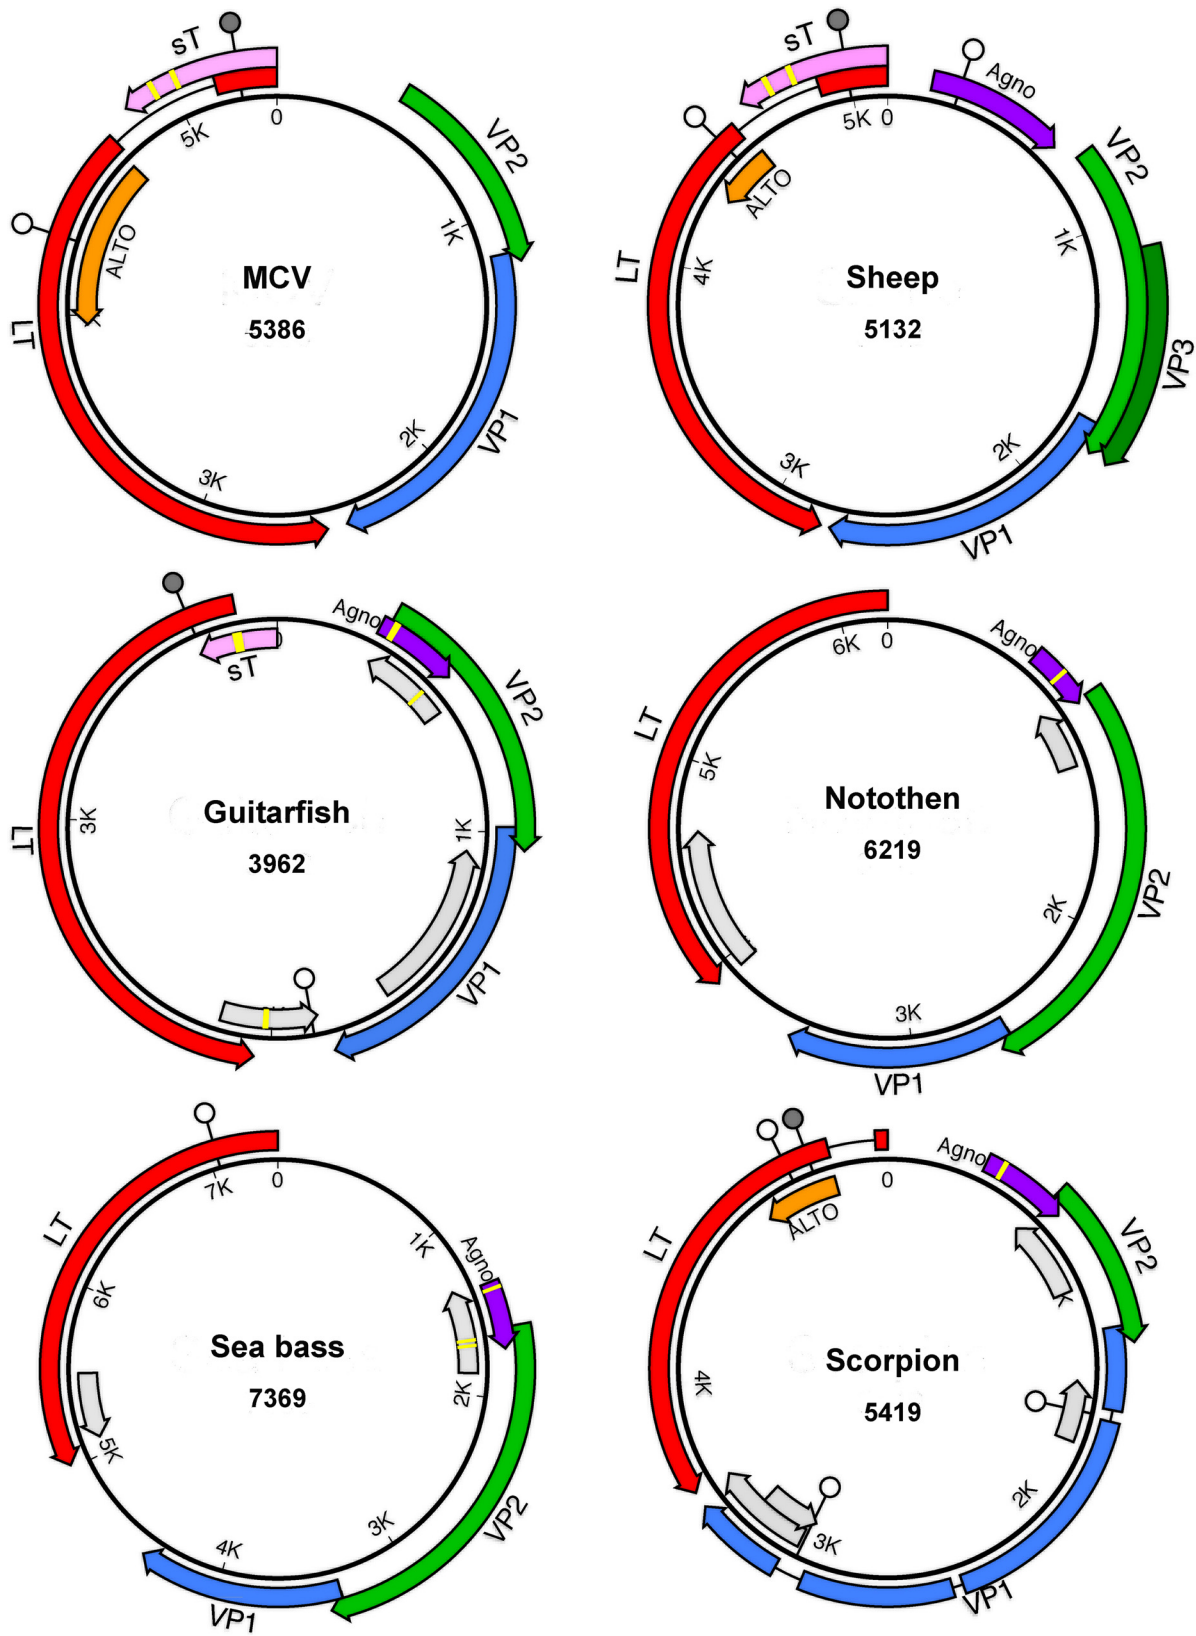 sT
0
5K
VP2
1K
ALTO
MCV
5386
LT
2K
VP1
3K
sT
Agno
5K
0
VP2
ALTO
1K
LT
4K
Sheep
5132
VP3
2K
3K
VP1
Agno
0
sT
VP2
Guitarfish
3962
3K
1K
LT
VP1
Agno
6K
0
LT
5K
Notothen
6219
VP2
2K
3K
VP1
7K
0
LT
1K
Agno
6K
Sea bass
7369
2K
5K
VP2
3K
4K
VP1
Agno
0
ALTO
VP2
LT
K
Scorpion
5419
4K
2K
3K
VP1